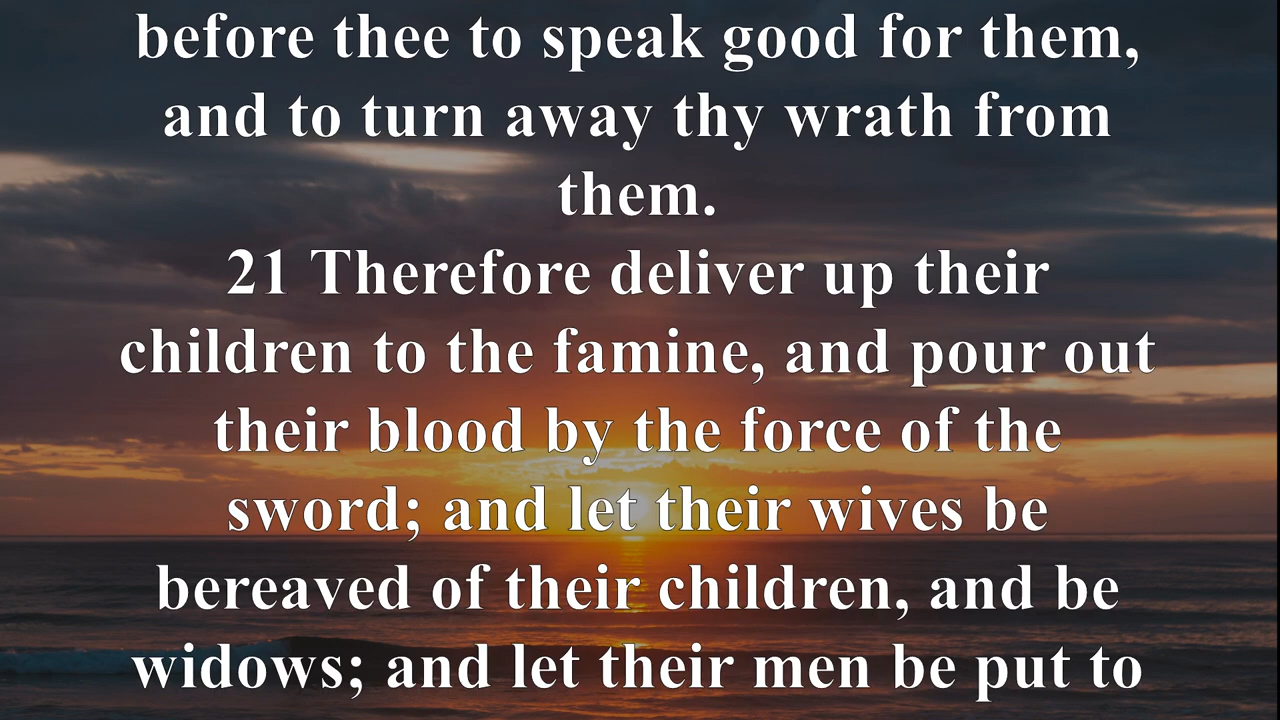 before thee to speak good for them,
and to turn away thy wrath from
them.
21 Therefore deliver up their
children to the famine, and pour out
their blood by the force of the
sword; and let their wives be
bereaved of their children, and be
widows; and let their men be put to